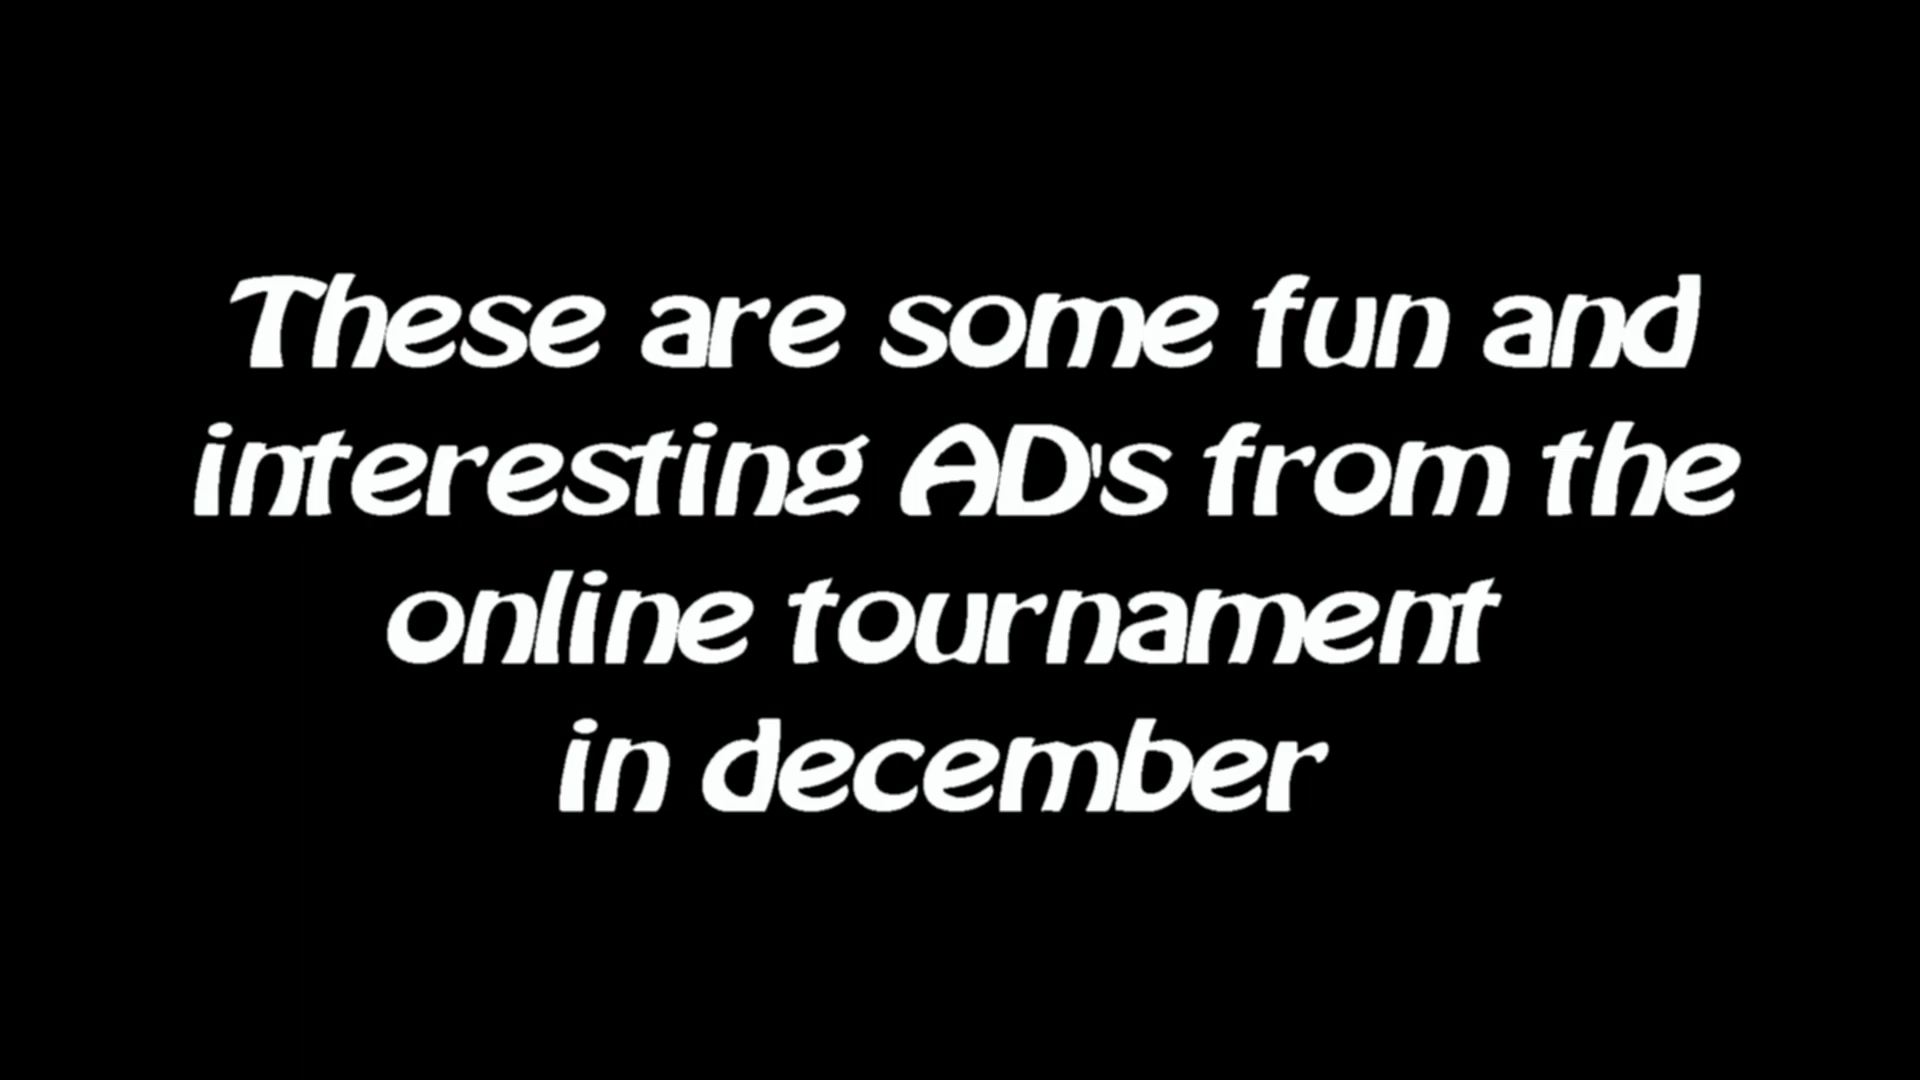 These are some fun and
interesting AD's from the
online tournament
in december